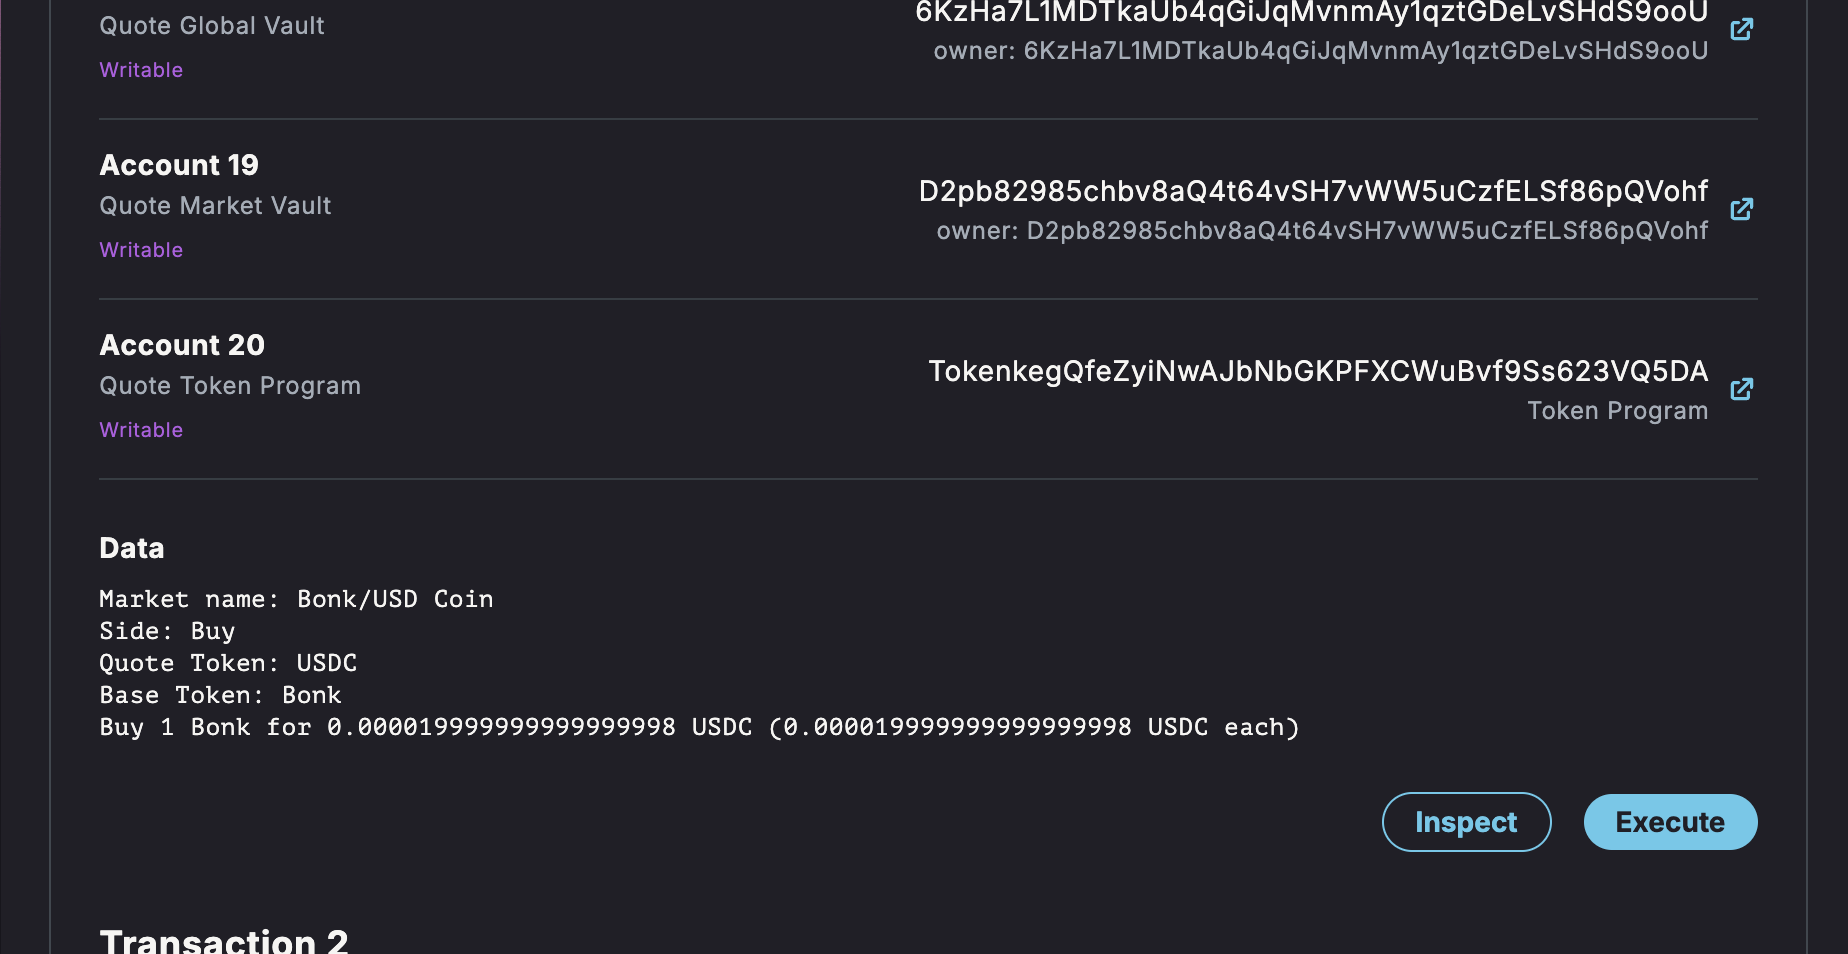 Quote Global Vault
Writable
6KzHa7L1MDTkaUb4qGiJqMvnmAy1qztGDeLvSHdS9ooU
owner: 6KzHa7L1MDTkaUb4qGiJqMvnmAy1qztGDeLvSHdS9ooU
Account 19
Quote Market Vault
Writable
D2pb82985chbv8aQ4t64vSH7vWW5uCzfELSf86pQVohf
owner: D2pb82985chbv8aQ4t64vSH7vWW5uCzfELSf86pQVohf
Account 20
Quote Token Program
Writable
TokenkegQfeZyiNwAJbNbGKPFXCWuBvf9Ss623VQ5DA
Token Program
Data
Market name: Bonk/USD Coin
Side: Buy
Quote Token: USDC
Base Token: Bonk
Buy 1 Bonk for 0.000019999999999999998 USDC (0.000019999999999999998 USDC each)
Inspect
Execute
Transaction 2